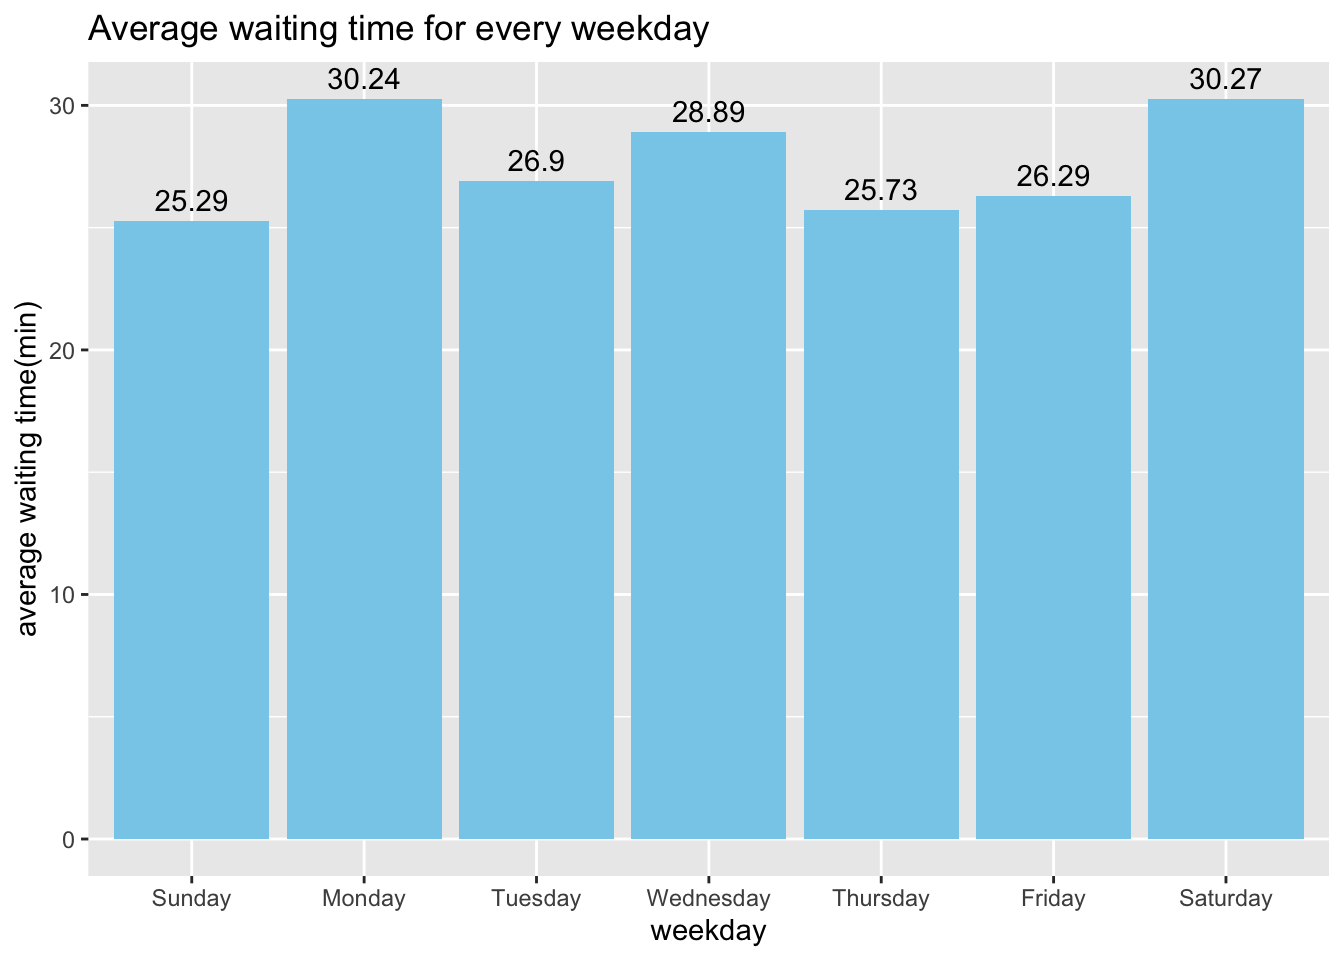 Average waiting time for every weekday
30.24
30.27
28.89
26.9
26.29
25.73
25.29
30
20
10
0
average waiting time(min)
Sunday Monday Tuesday Wednesday Thursday Friday Saturday
weekday